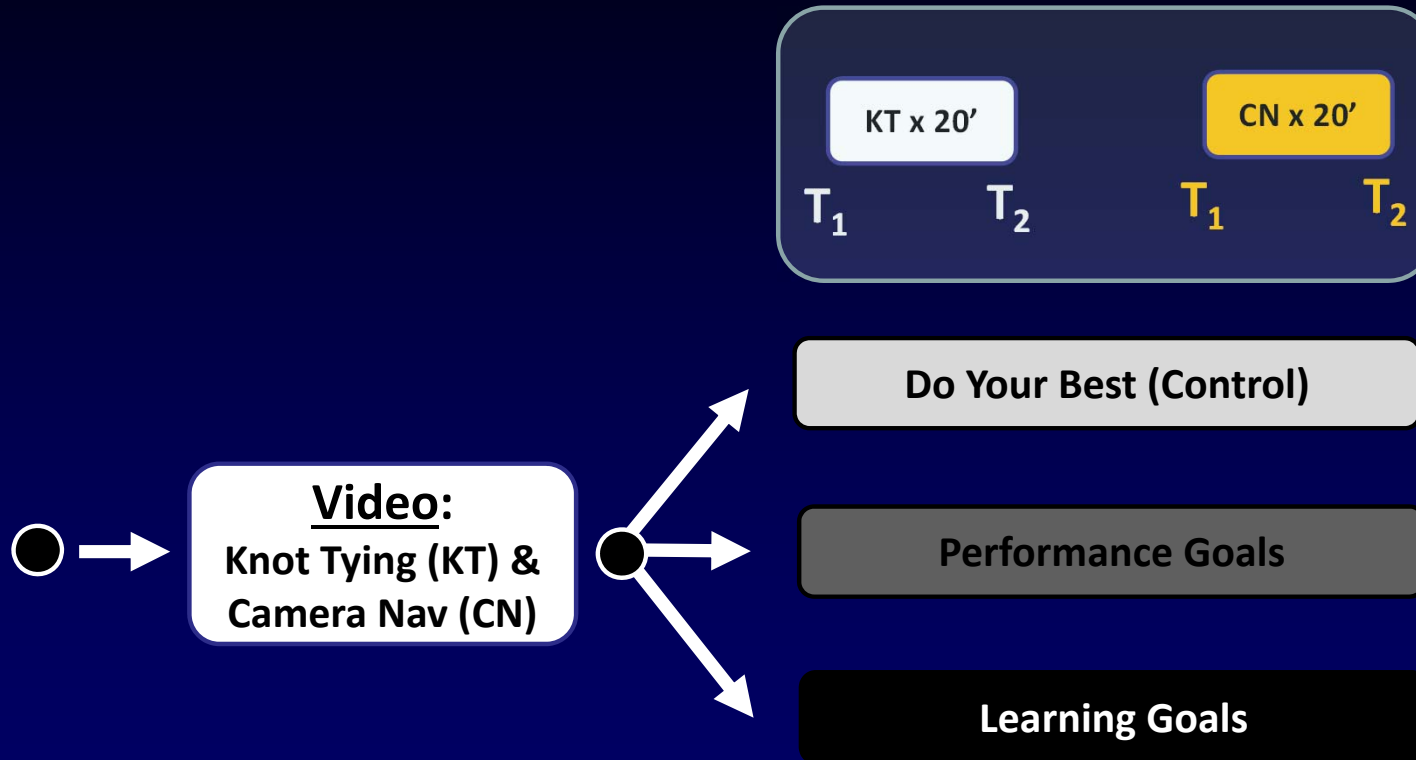 KT x 20’
CN x 20’
T₁
T₂
T₁
T₂
Do Your Best (Control)
Video:
Knot Tying (KT) &
Camera Nav (CN)
Performance Goals
Learning Goals